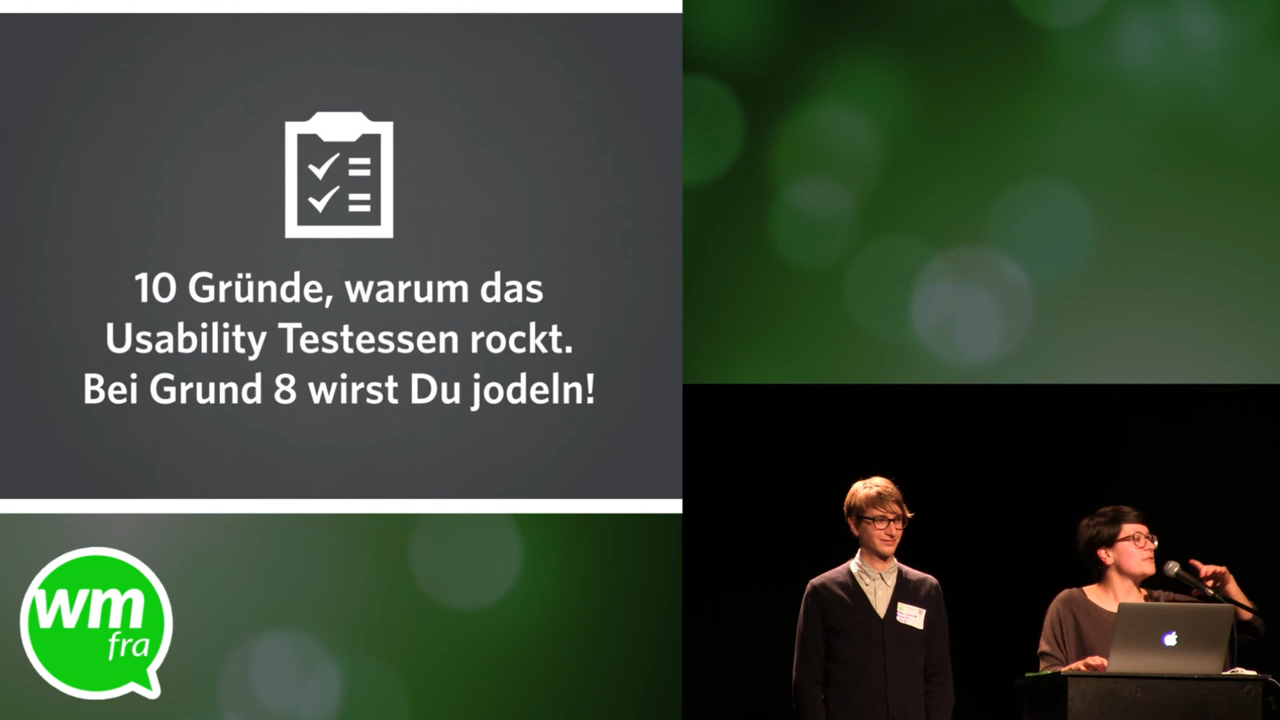 10 Gründe, warum das
Usability Testessen rockt.
Bei Grund 8 wirst Du jodeln!
wm
fra